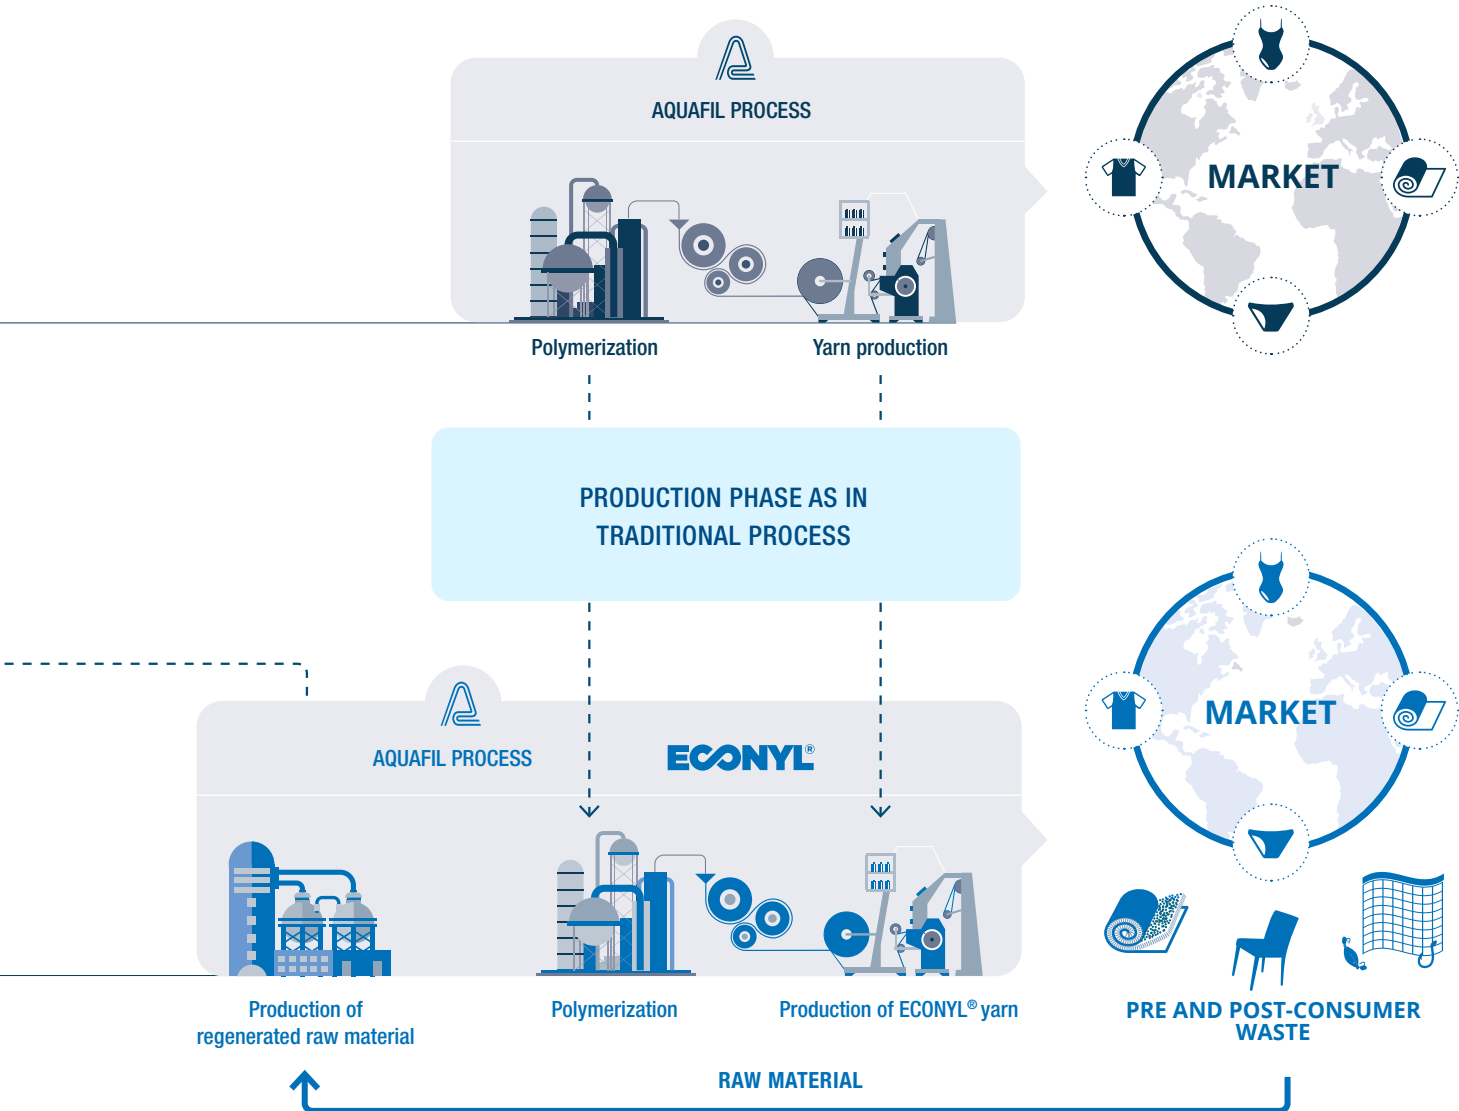 AQUAFIL PROCESS
MARKET
Polymerization
Yarn production
PRODUCTION PHASE AS IN
TRADITIONAL PROCESS
AQUAFIL PROCESS
ECONYL®
MARKET
Production of
regenerated raw material
Polymerization
Production of ECONYL® yarn
PRE AND POST-CONSUMER
WASTE
RAW MATERIAL